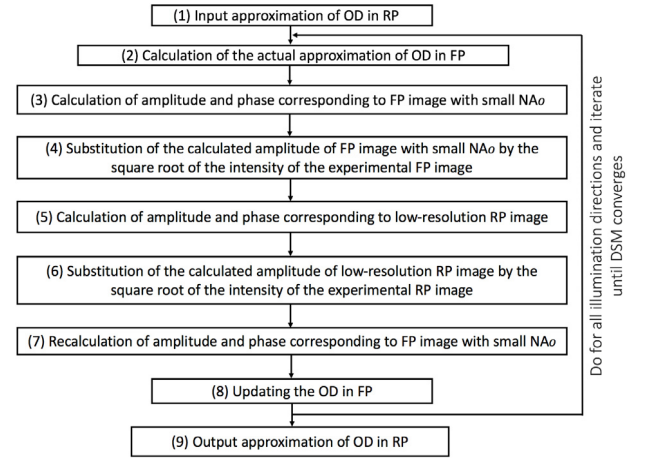 (1) Input approximation of OD in RP
(2) Calculation of the actual approximation of OD in FP
(3) Calculation of amplitude and phase corresponding to FP image with small NAo
(4) Substitution of the calculated amplitude of FP image with small NAo by the
square root of the intensity of the experimental FP image
(5) Calculation of amplitude and phase corresponding to low-resolution RP image
(6) Substitution of the calculated amplitude of low-resolution RP image by the
square root of the intensity of the experimental RP image
(7) Recalculation of amplitude and phase corresponding to FP image with small NAo
(8) Updating the OD in FP
(9) Output approximation of OD in RP
Do for all illumination directions and iterate
until DSM converges